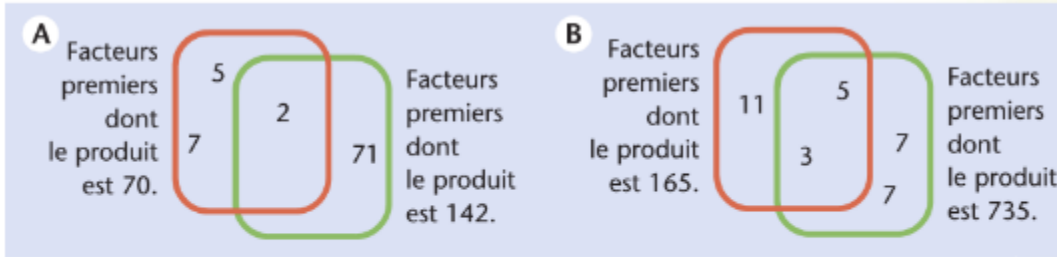 A
Facteurs
premiers
dont
le produit
est 70.
5
7
2
71
Facteurs
premiers
dont
le produit
est 142.
B
Facteurs
premiers
dont
le produit
est 165.
11
5
3
7
7
Facteurs
premiers
dont
le produit
est 735.